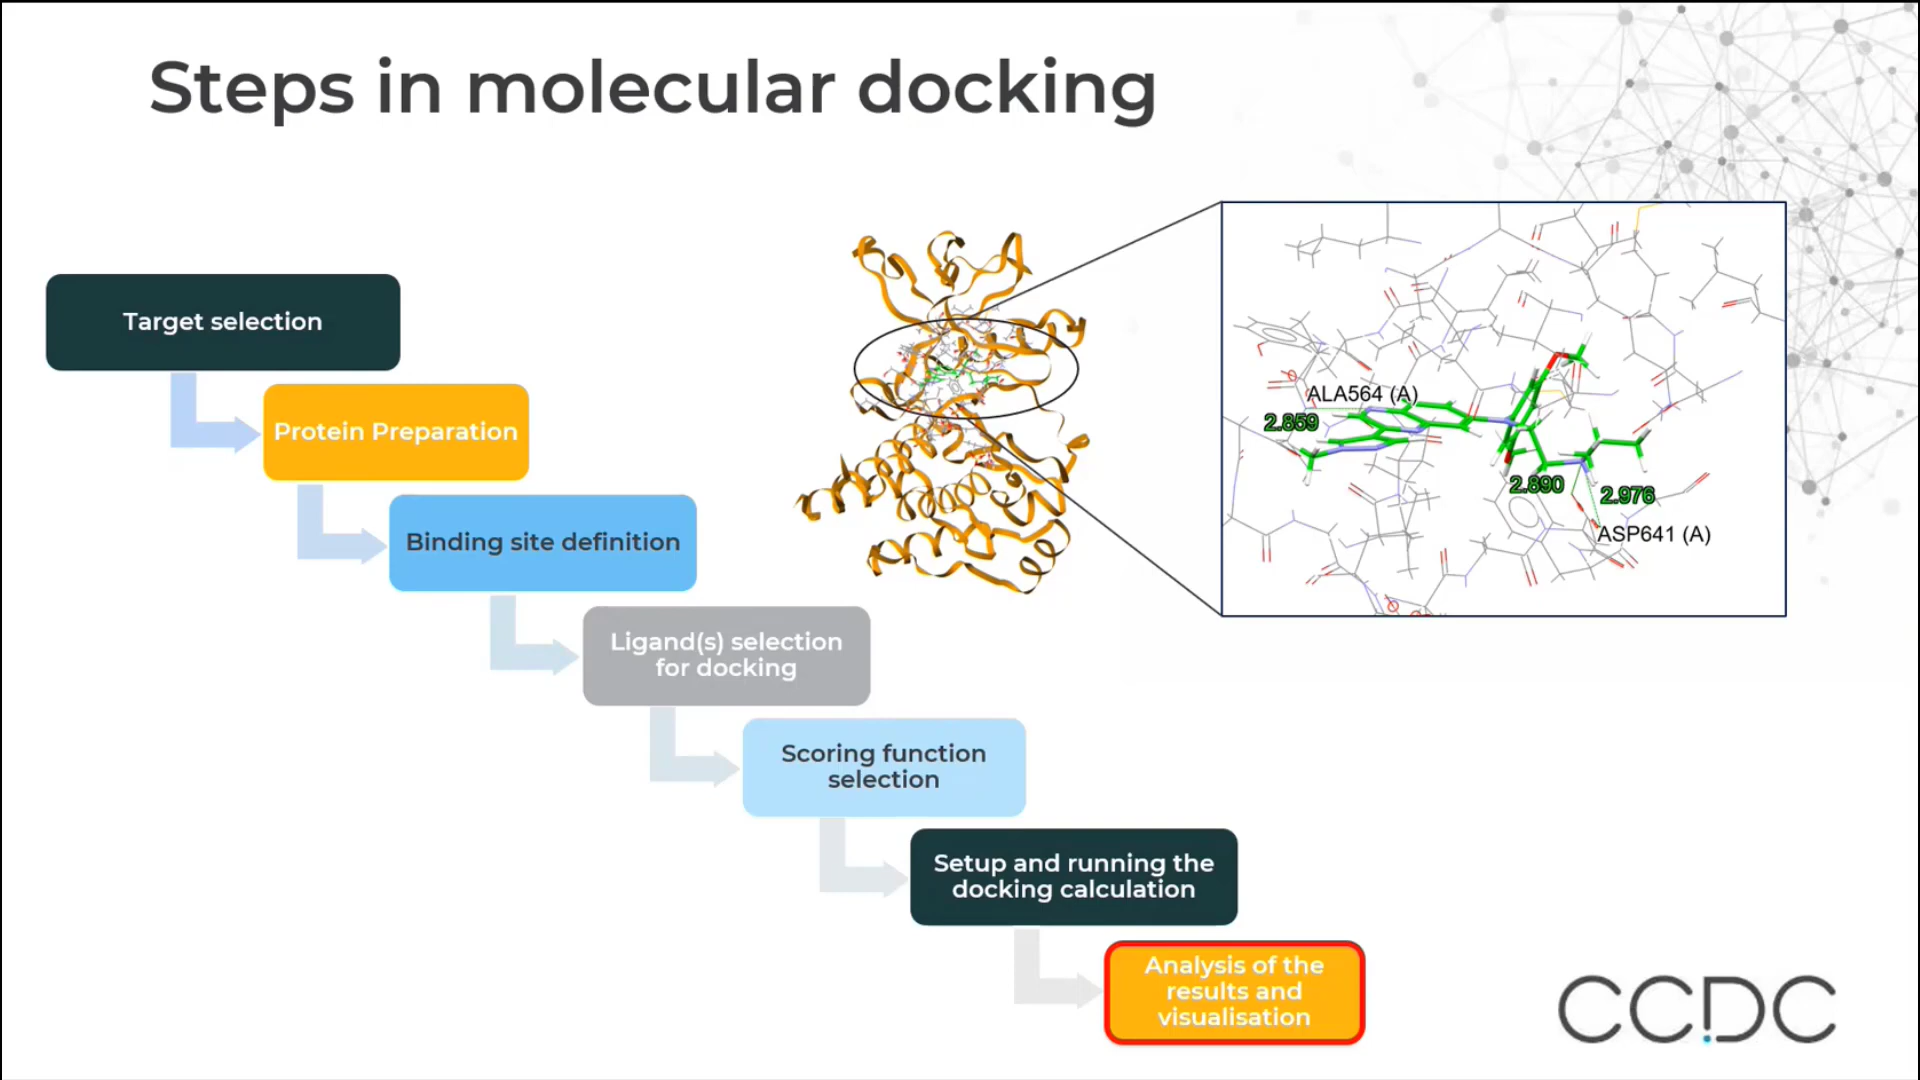 Steps in molecular docking
Target selection
Protein Preparation
Binding site definition
Ligand(s) selection
for docking
Scoring function
selection
Setup and running the
docking calculation
Analysis of the
results and
visualisation
ALA564 (A)
2.859
2.890
2.976
ASP641 (A)
CCDC